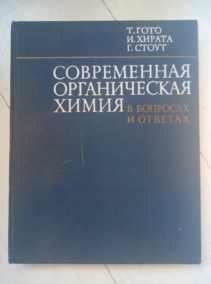 Т. ГОТО
И. ХИРАТА
Г. СТОУТ
СОВРЕМЕННАЯ
ОРГАНИЧЕСКАЯ
ХИМИЯ В ВОПРОСАХ
И ОТВЕТАХ